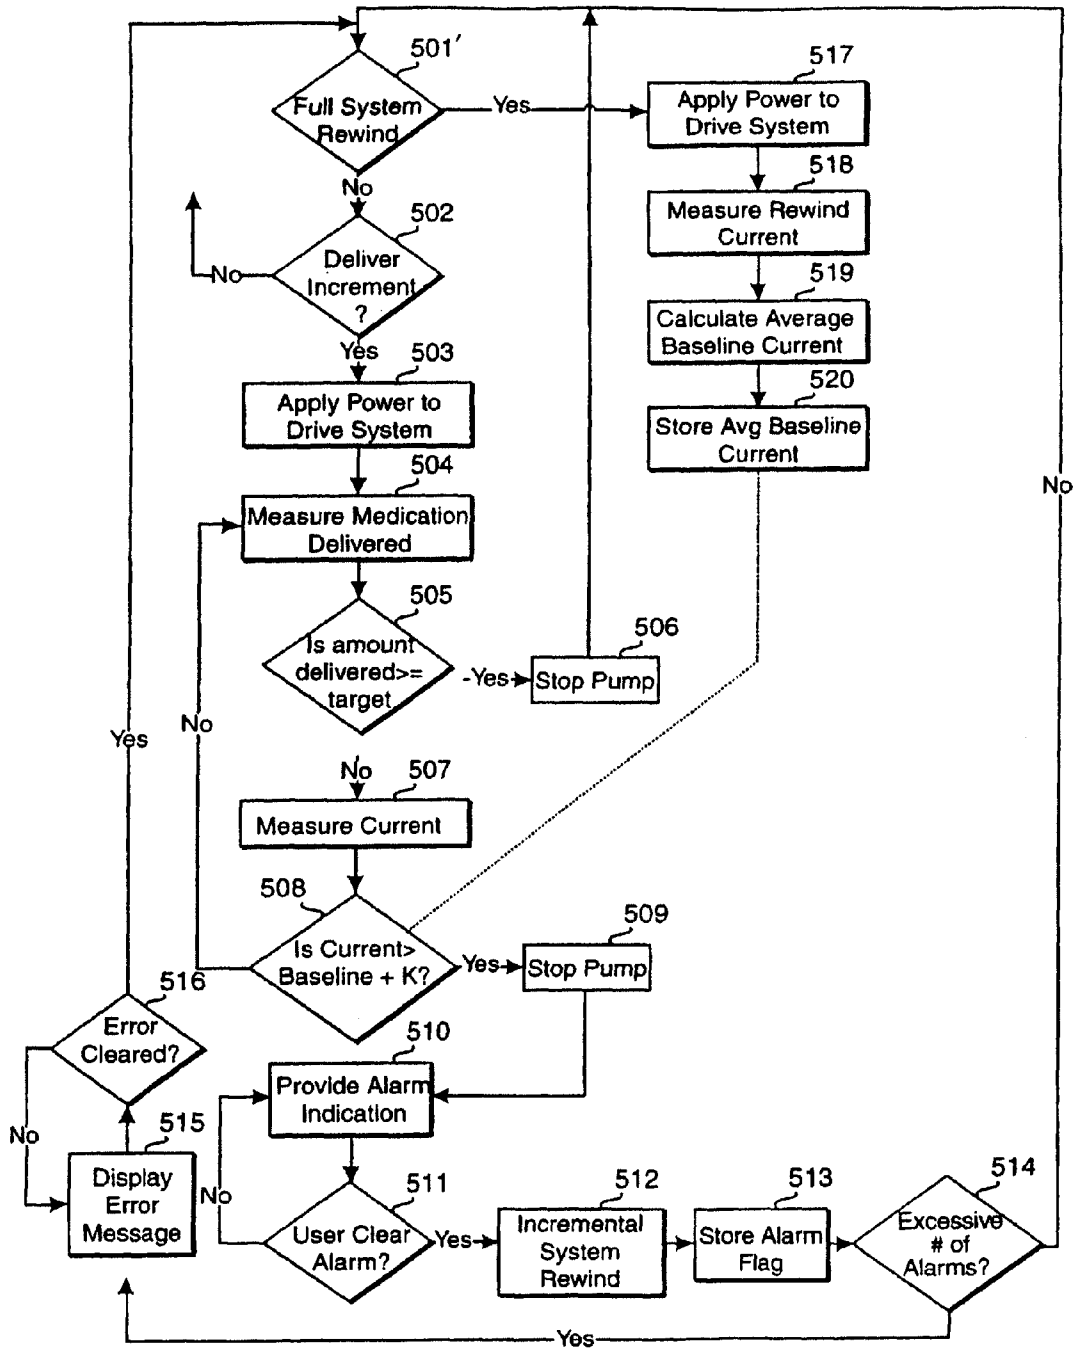 501′
Full System
Rewind
Yes
517
Apply Power to
Drive System
No
518
Measure Rewind
Current
502
Deliver
Increment
?
No
519
Calculate Average
Baseline Current
Yes
503
Apply Power to
Drive System
520
Store Avg Baseline
Current
504
Measure Medication
Delivered
No
505
Is amount
delivered>=
target
-Yes
506
Stop Pump
No
Yes
No
507
Measure Current
508
Is Current>
Baseline + K?
Yes
509
Stop Pump
516
Error
Cleared?
510
Provide Alarm
Indication
No
515
Display
Error
Message
No
511
User Clear
Alarm?
Yes
512
Incremental
System
Rewind
513
Store Alarm
Flag
514
Excessive
# of
Alarms?
Yes